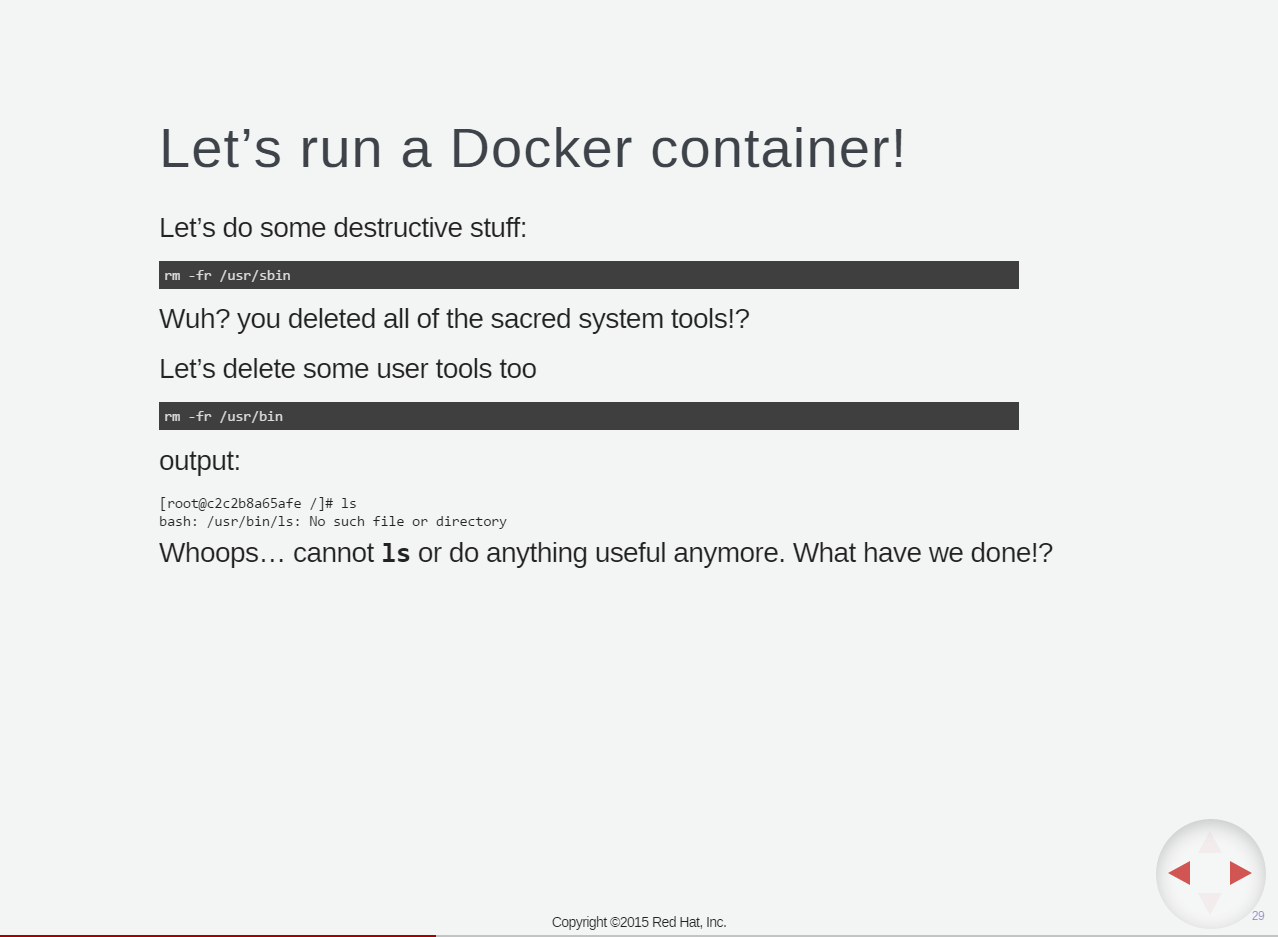 Let’s run a Docker container!
Let’s do some destructive stuff:
rm -fr /usr/sbin
Wuh? you deleted all of the sacred system tools!?
Let’s delete some user tools too
rm -fr /usr/bin
output:
[root@c2c2b8a65afe /]# ls
bash: /usr/bin/ls: No such file or directory
Whoops… cannot ls or do anything useful anymore. What have we done!?
29
Copyright ©2015 Red Hat, Inc.